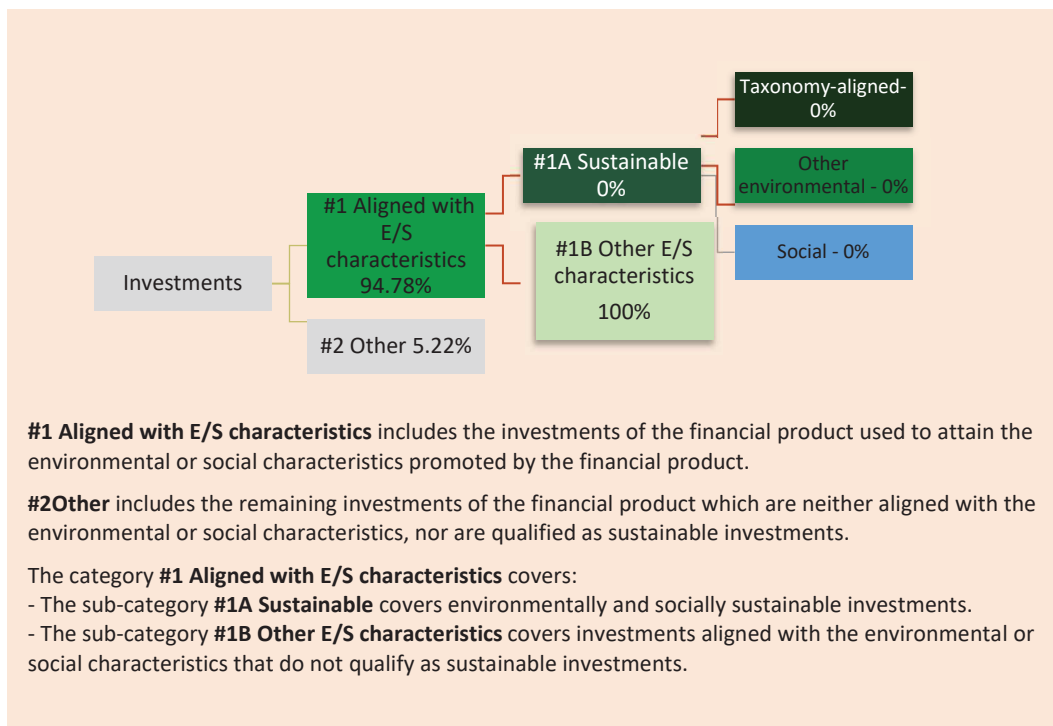 Investments
#1 Aligned with
E/S
characteristics
94.78%
#2 Other 5.22%
#1A Sustainable
0%
#1B Other E/S
characteristics
100%
Taxonomy-aligned-
0%
Other
environmental - 0%
Social - 0%
#1 Aligned with E/S characteristics includes the investments of the financial product used to attain the
environmental or social characteristics promoted by the financial product.
#2Other includes the remaining investments of the financial product which are neither aligned with the
environmental or social characteristics, nor are qualified as sustainable investments.
The category #1 Aligned with E/S characteristics covers:
- The sub-category #1A Sustainable covers environmentally and socially sustainable investments.
- The sub-category #1B Other E/S characteristics covers investments aligned with the environmental or
social characteristics that do not qualify as sustainable investments.